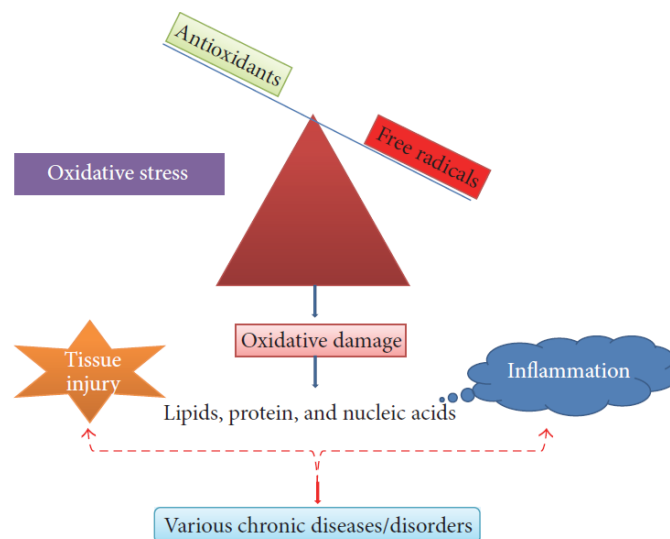 Antioxidants
Free radicals
Oxidative stress
Oxidative damage
Tissue
injury
Inflammation
Lipids, protein, and nucleic acids
Various chronic diseases/disorders